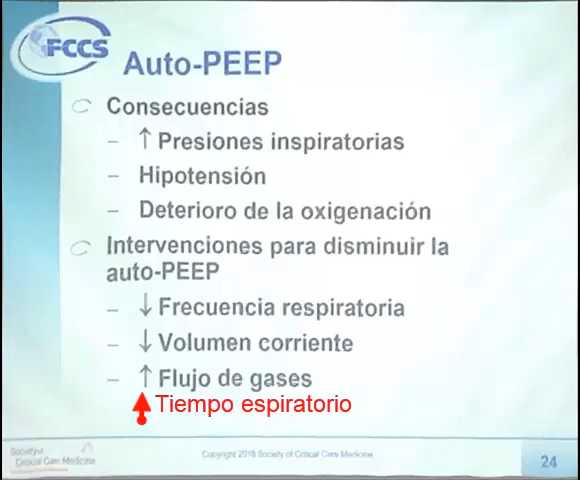 FCCS
Auto-PEEP
Consecuencias
– ↑ Presiones inspiratorias
– Hipotensión
– Deterioro de la oxigenación
Intervenciones para disminuir la
auto-PEEP
– ↓ Frecuencia respiratoria
– ↓ Volumen corriente
– ↑ Flujo de gases
↑ Tiempo espiratorio
Society of
Critical Care Medicine
Copyright 2016 Society of Critical Care Medicine
24